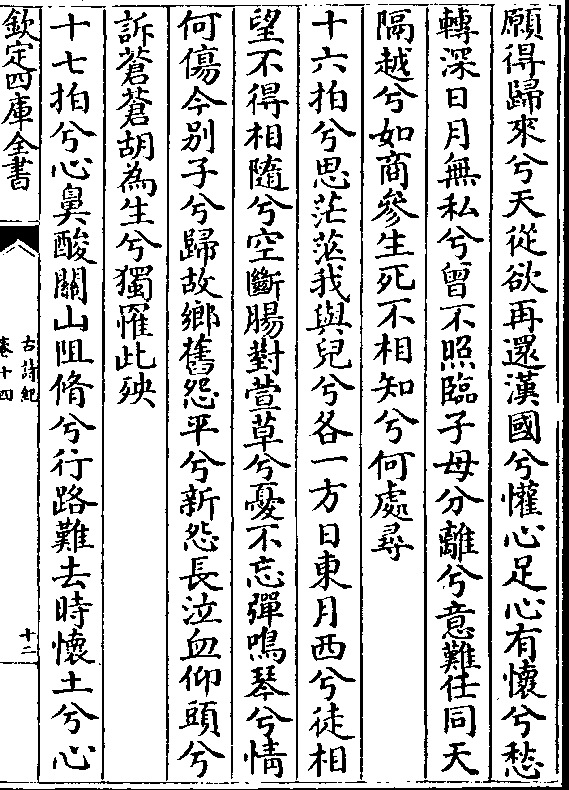 願得歸來兮天從欲再還漢國兮懽心足心有懷兮愁
轉深日月無私兮曾不照臨子母分離兮意難任同天
隔越兮如商參生死不相知兮何處尋
十六拍兮思茫茫我與兒兮各一方日東月西兮徒相
望不得相隨兮空斷腸對萱草兮憂不忘彈鳴琴兮情
何傷今別子兮歸故鄉舊怨平兮新怨長泣血仰頭兮
訴蒼蒼胡為生兮獨罹此殃
十七拍兮心鼻酸關山阻脩兮行路難去時懷土兮心
欽定四庫全書
古詩紀
卷十四
十二